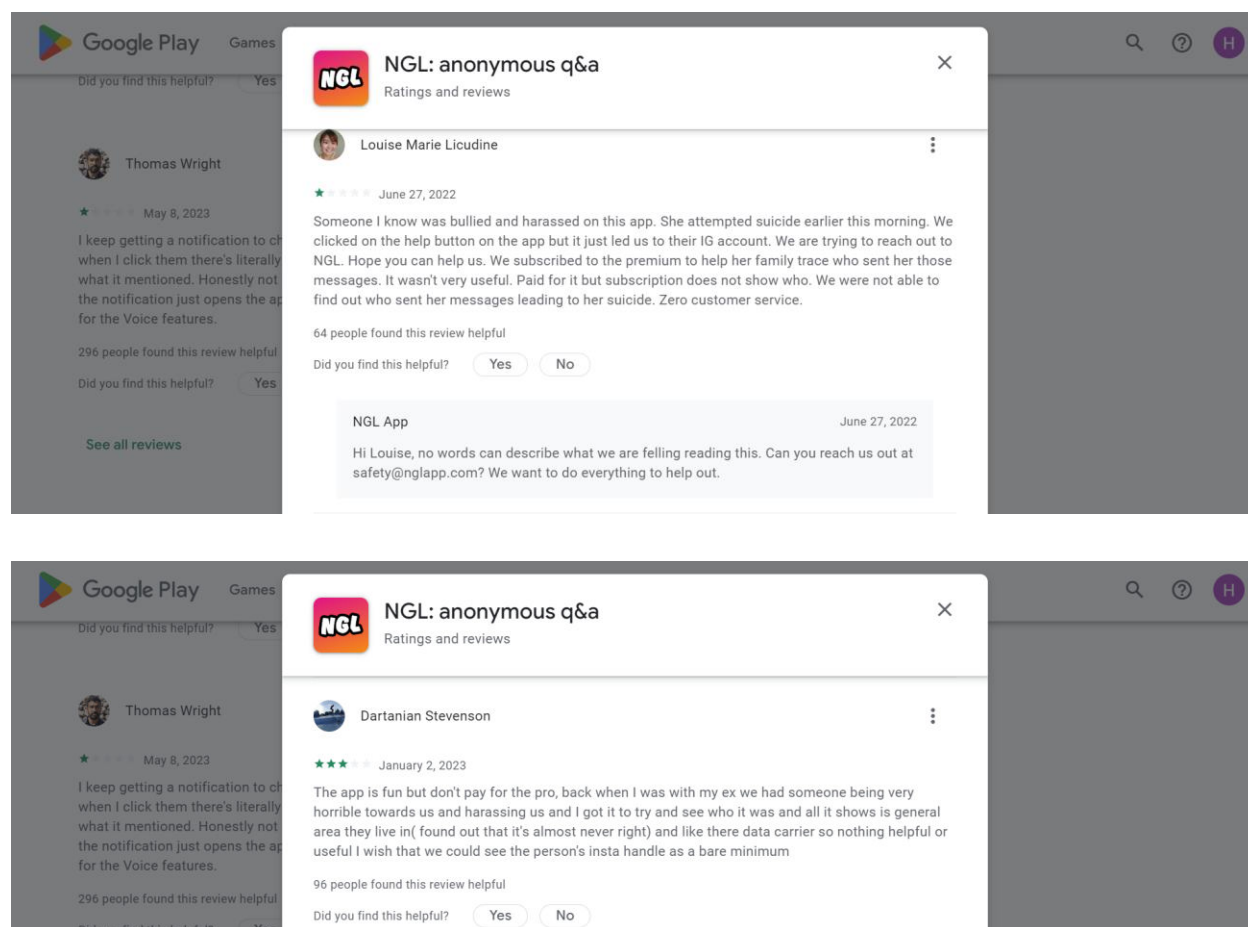 Google Play Games
NGL
NGL: anonymous q&a
Ratings and reviews
H
Did you find this helpful? Yes
Thomas Wright
May 8, 2023
I keep getting a notification to ch
when I click them there's literally
what it mentioned. Honestly not
the notification just opens the ap
for the Voice features.
296 people found this review helpful
Did you find this helpful? Yes
See all reviews
Louise Marie Licudine
June 27, 2022
Someone I know was bullied and harassed on this app. She attempted suicide earlier this morning. We
clicked on the help button on the app but it just led us to their IG account. We are trying to reach out to
NGL. Hope you can help us. We subscribed to the premium to help her family trace who sent her those
messages. It wasn't very useful. Paid for it but subscription does not show who. We were not able to
find out who sent her messages leading to her suicide. Zero customer service.
64 people found this review helpful
Did you find this helpful? Yes No
NGL App June 27, 2022
Hi Louise, no words can describe what we are felling reading this. Can you reach us out at
safety@nglapp.com? We want to do everything to help out.
Google Play Games
NGL
NGL: anonymous q&a
Ratings and reviews
H
Did you find this helpful? Yes
Thomas Wright
May 8, 2023
I keep getting a notification to ch
when I click them there's literally
what it mentioned. Honestly not
the notification just opens the ap
for the Voice features.
296 people found this review helpful
Dartanian Stevenson
January 2, 2023
The app is fun but don't pay for the pro, back when I was with my ex we had someone being very
horrible towards us and harassing us and I got it to try and see who it was and all it shows is general
area they live in( found out that it's almost never right) and like there data carrier so nothing helpful or
useful I wish that we could see the person's insta handle as a bare minimum
96 people found this review helpful
Did you find this helpful? Yes No